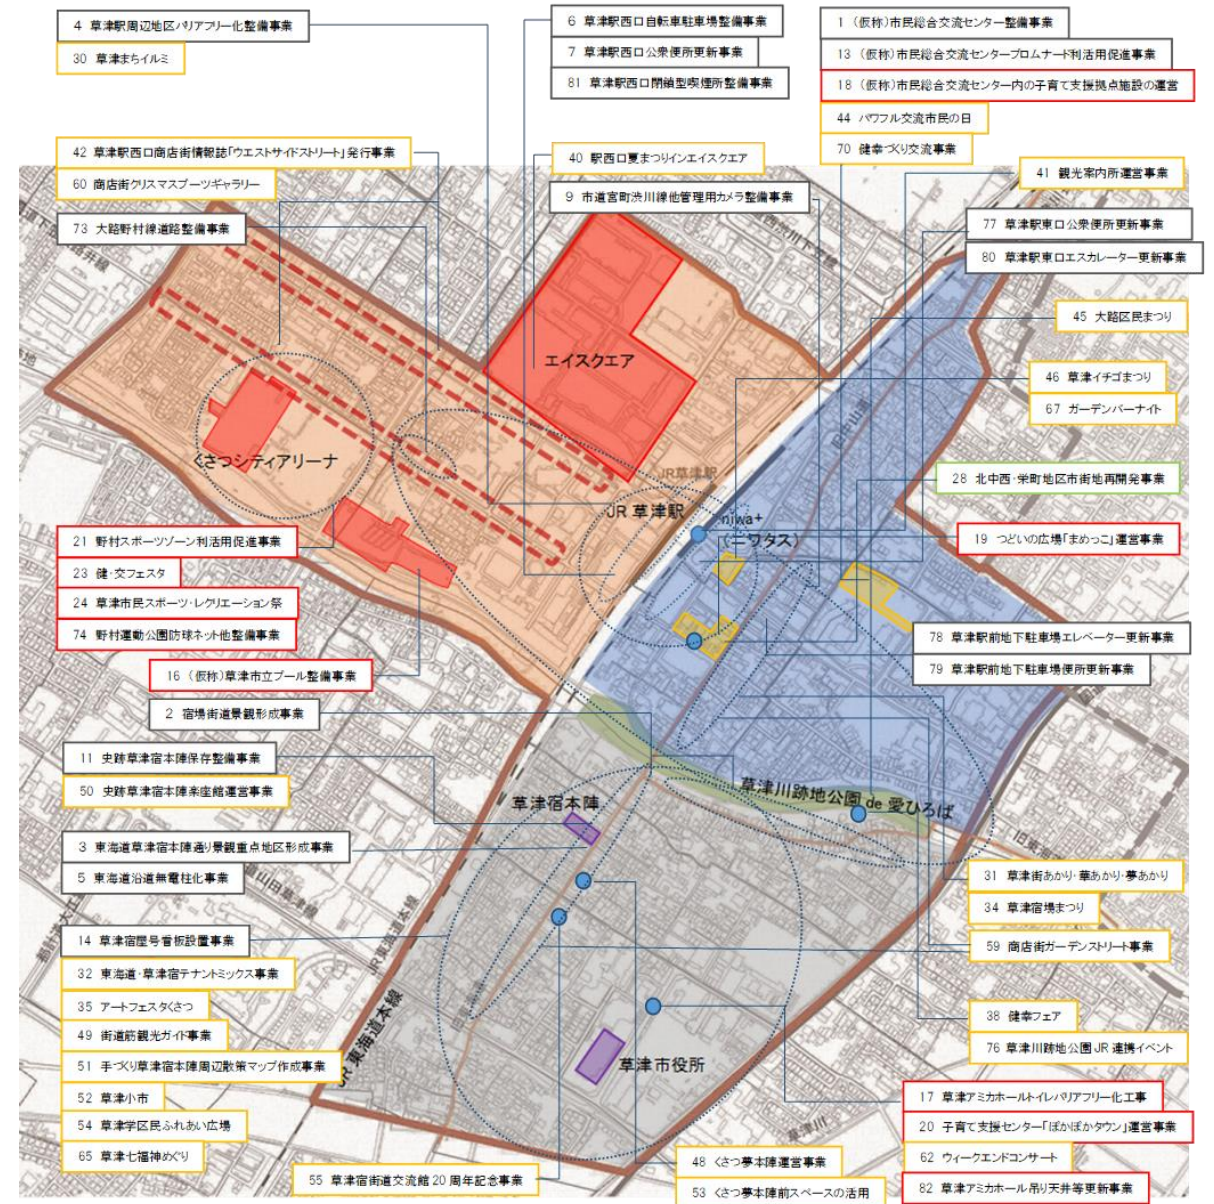 4 草津駅周辺地区バリアフリー化整備事業
30 草津まちイルミ
6 草津駅西口自転車駐車場整備事業
7 草津駅西口公衆便所更新事業
81 草津駅西口閉鎖型喫煙所整備事業
1 (仮称)市民総合交流センター整備事業
13 (仮称)市民総合交流センタープロムナード利活用促進事業
18 (仮称)市民総合交流センター内の子育て支援拠点施設の運営
44 パワフル交流市民の日
70 健幸づくり交流事業
42 草津駅西口商店街情報誌「ウエストサイドストリート」発行事業
60 商店街クリスマスブーツギャラリー
73 大路野村線道路整備事業
40 駅西口夏まつりインエイスクエア
9 市道宮町渋川線他管理用カメラ整備事業
41 観光案内所運営事業
77 草津駅東口公衆便所更新事業
80 草津駅東口エスカレーター更新事業
45 大路区民まつり
46 草津イチゴまつり
67 ガーデンバーナイト
28 北中西・栄町地区市街地再開発事業
19 つどいの広場「まめっこ」運営事業
78 草津駅前地下駐車場エレベーター更新事業
79 草津駅前地下駐車場便所更新事業
エイスクエア
くさつシティアリーナ
JR草津駅
JR 草津駅
niwa+
(ニワタス)
21 野村スポーツゾーン利活用促進事業
23 健・交フェスタ
24 草津市民スポーツ・レクリエーション祭
74 野村運動公園防球ネット他整備事業
16 (仮称)草津市立プール整備事業
2 宿場街道景観形成事業
11 史跡草津宿本陣保存整備事業
50 史跡草津宿本陣楽座館運営事業
草津宿本陣
草津川跡地公園 de 愛ひろば
3 東海道草津宿本陣通り景観重点地区形成事業
5 東海道沿道無電柱化事業
14 草津宿屋号看板設置事業
32 東海道・草津宿テナントミックス事業
35 アートフェスタくさつ
49 街道筋観光ガイド事業
51 手づくり草津宿本陣周辺散策マップ作成事業
52 草津小市
54 草津学区民ふれあい広場
65 草津七福神めぐり
JR 東海道本線
JR東海道本線
草津市役所
草津川
31 草津街あかり・華あかり・夢あかり
34 草津宿場まつり
59 商店街ガーデンストリート事業
38 健幸フェア
76 草津川跡地公園 JR 連携イベント
17 草津アミカホールトイレバリアフリー化工事
20 子育て支援センター「ぽかぽかタウン」運営事業
62 ウィークエンドコンサート
82 草津アミカホール吊り天井等更新事業
55 草津宿街道交流館 20 周年記念事業
48 くさつ夢本陣運営事業
53 くさつ夢本陣前スペースの活用